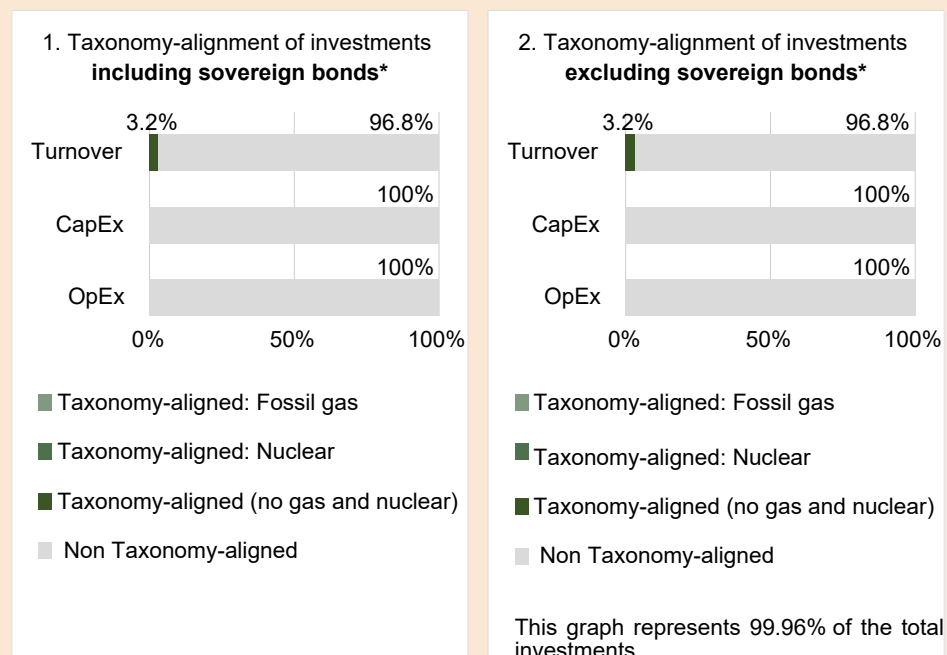 1. Taxonomy-alignment of investments
including sovereign bonds*
3.2% 96.8%
Turnover
100%
CapEx
100%
OpEx
0% 50% 100%
Taxonomy-aligned: Fossil gas
Taxonomy-aligned: Nuclear
Taxonomy-aligned (no gas and nuclear)
Non Taxonomy-aligned
2. Taxonomy-alignment of investments
excluding sovereign bonds*
3.2% 96.8%
Turnover
100%
CapEx
100%
OpEx
0% 50% 100%
Taxonomy-aligned: Fossil gas
Taxonomy-aligned: Nuclear
Taxonomy-aligned (no gas and nuclear)
Non Taxonomy-aligned
This graph represents 99.96% of the total
investments